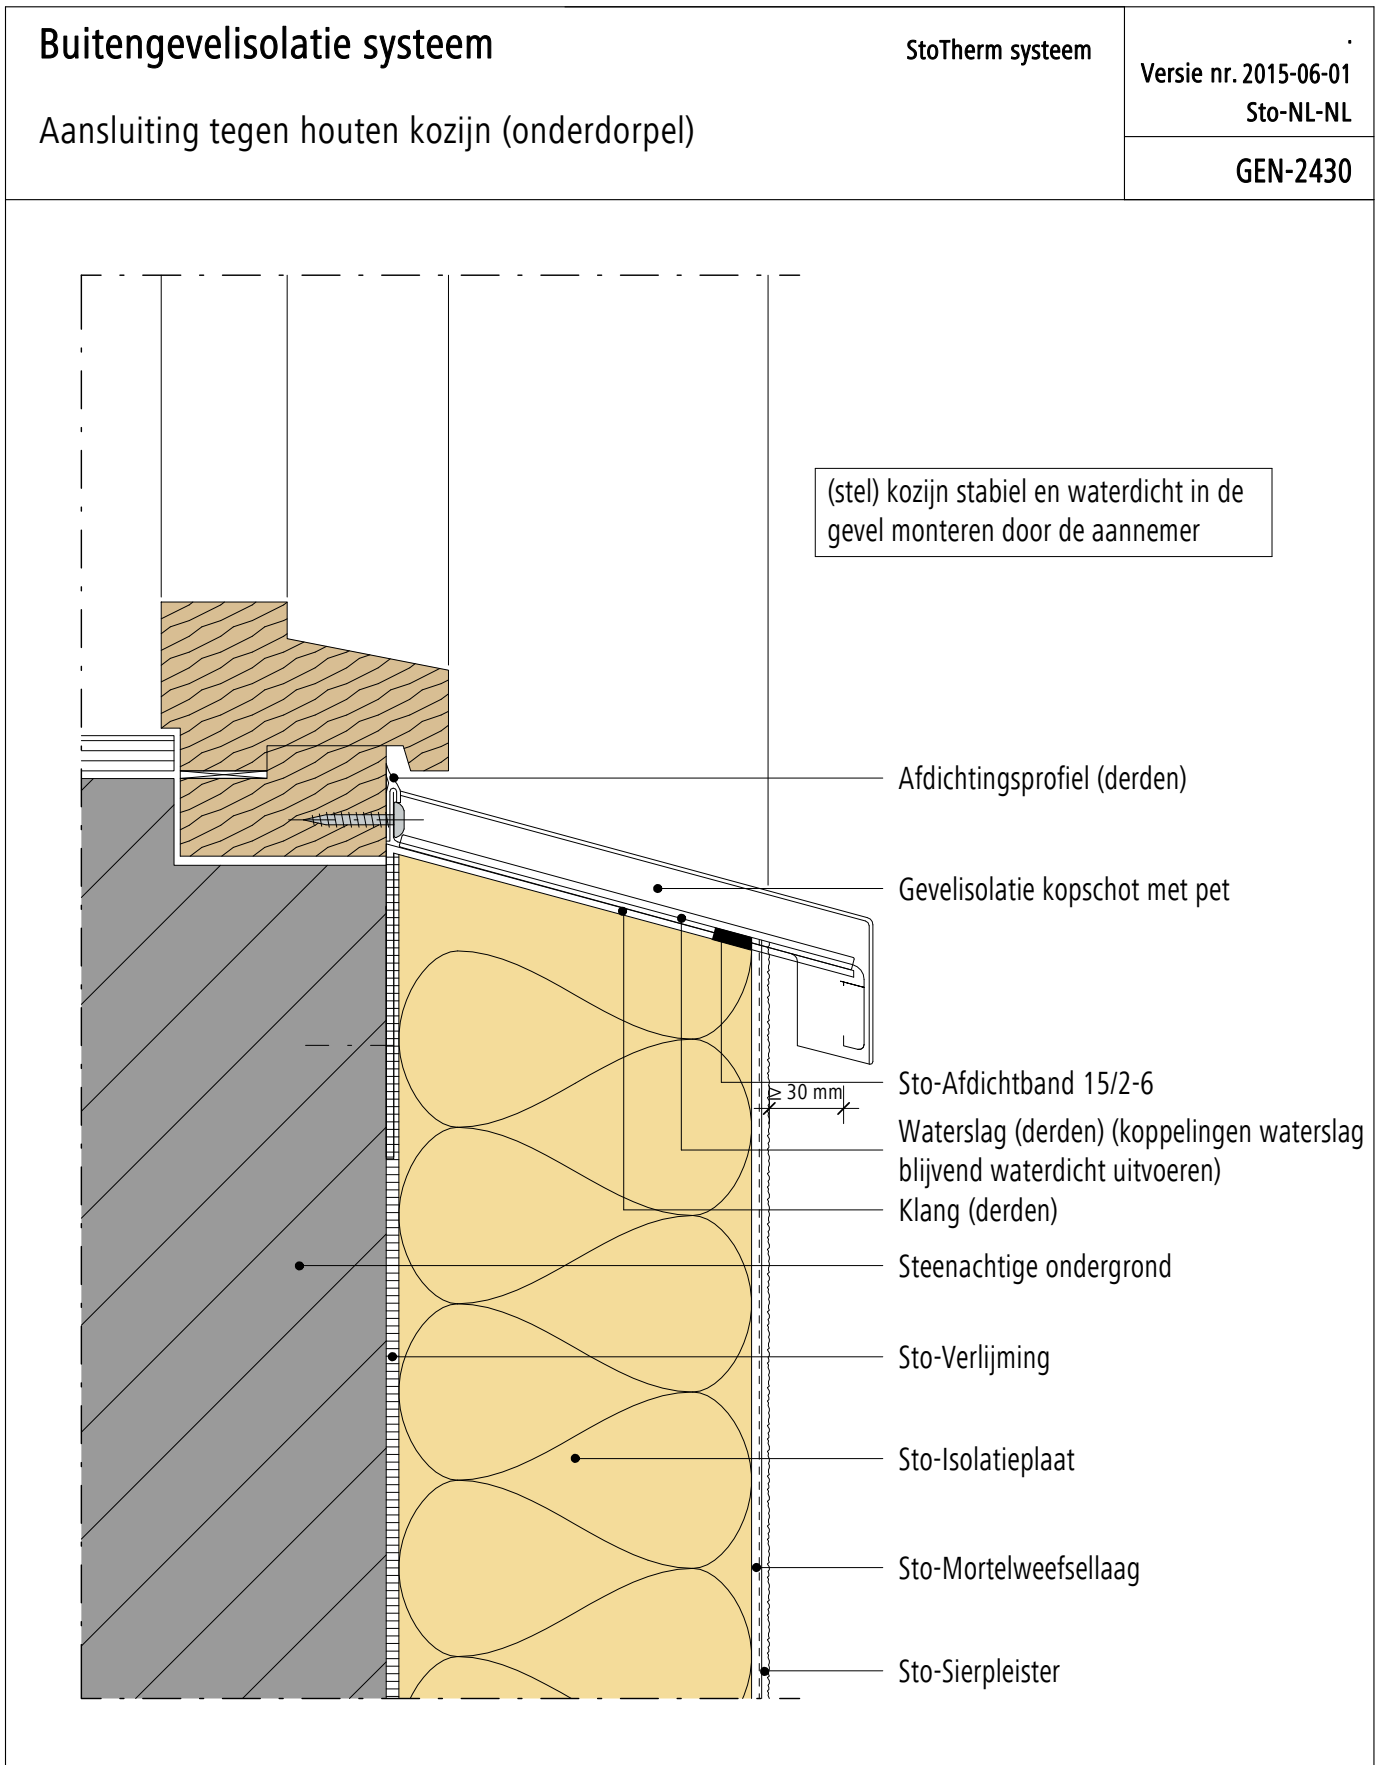 Buitengevelisolatie systeem
StoTherm systeem
.
Versie nr. 2015-06-01
Sto-NL-NL
Aansluiting tegen houten kozijn (onderdorpel)
GEN-2430
(stel) kozijn stabiel en waterdicht in de
gevel monteren door de aannemer
Afdichtingsprofiel (derden)
Gevelisolatie kopschot met pet
Sto-Afdichtband 15/2-6
≥ 30 mm
Waterslag (derden) (koppelingen waterslag
blijvend waterdicht uitvoeren)
Klang (derden)
Steenachtige ondergrond
Sto-Verlijming
Sto-Isolatieplaat
Sto-Mortelweefsellaag
Sto-Sierpleister